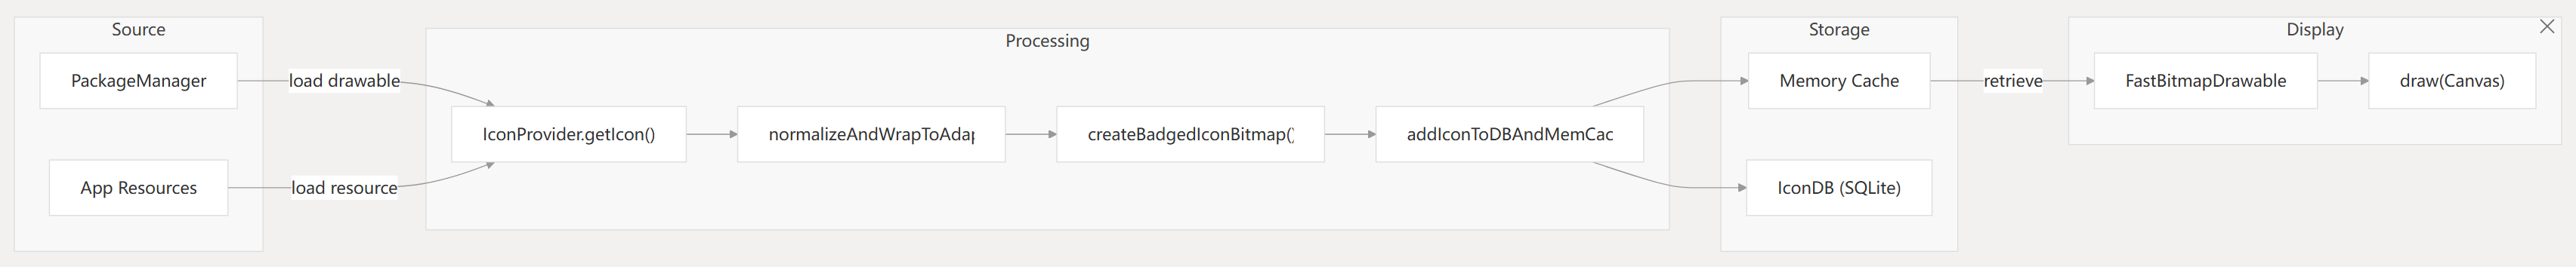 Source
PackageManager
App Resources
load drawable
load resource
Processing
IconProvider.getIcon()
normalizeAndWrapToAdap
createBadgedIconBitmap()
addIconToDBAndMemCac
Storage
Memory Cache
IconDB (SQLite)
retrieve
Display
FastBitmapDrawable
draw(Canvas)